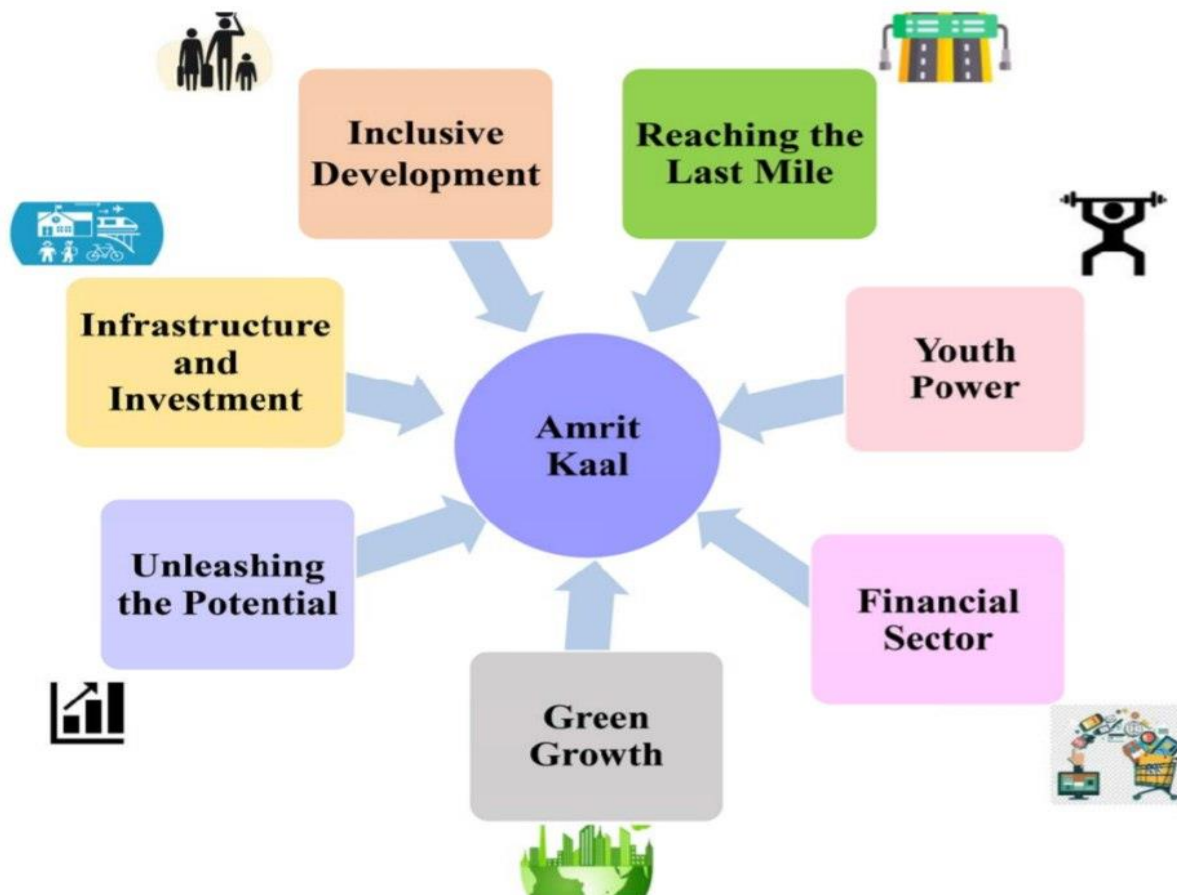 Inclusive
Development
Reaching the
Last Mile
Infrastructure
and
Investment
Youth
Power
Amrit
Kaal
Unleashing
the Potential
Financial
Sector
Green
Growth